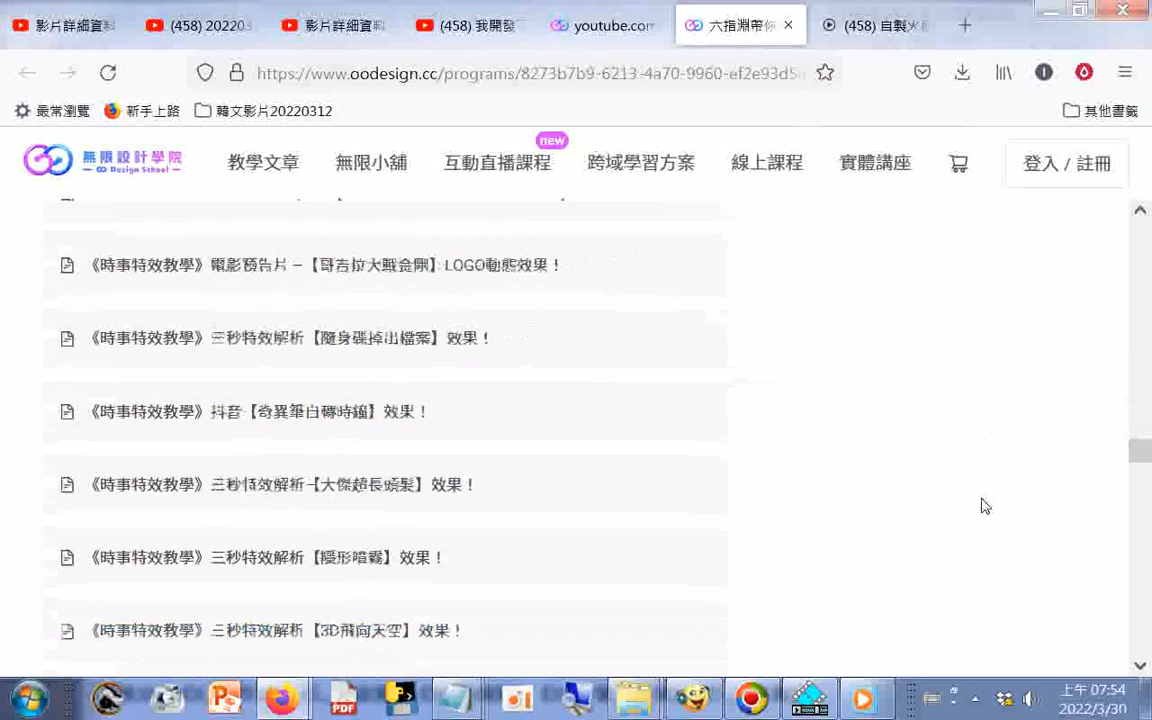 影片詳細資料
(458) 20220
影片詳細資料
(458) 我開發
youtube.com
六指淵帶你
(458) 自製火
https://www.oodesign.cc/programs/8273b7b9-6213-4a70-9960-ef2e93d5
最常瀏覽
新手上路
韓文影片20220312
其他書籤
無限設計學院
Design School
教學文章
無限小舖
new
互動直播課程
跨域學習方案
線上課程
實體講座
登入 / 註冊
《時事特效教學》電影預告片 –【哥吉拉大戰金剛】LOGO動態效果！
《時事特效教學》三秒特效解析【隨身碟掉出檔案】效果！
《時事特效教學》抖音【奇異筆白轉時鐘】效果！
《時事特效教學》三秒特效解析-【大傑超長頭髮】效果！
《時事特效教學》三秒特效解析【隱形暗霧】效果！
《時事特效教學》三秒特效解析【3D飛向天空】效果！
PDF
上午 07:54
2022/3/30